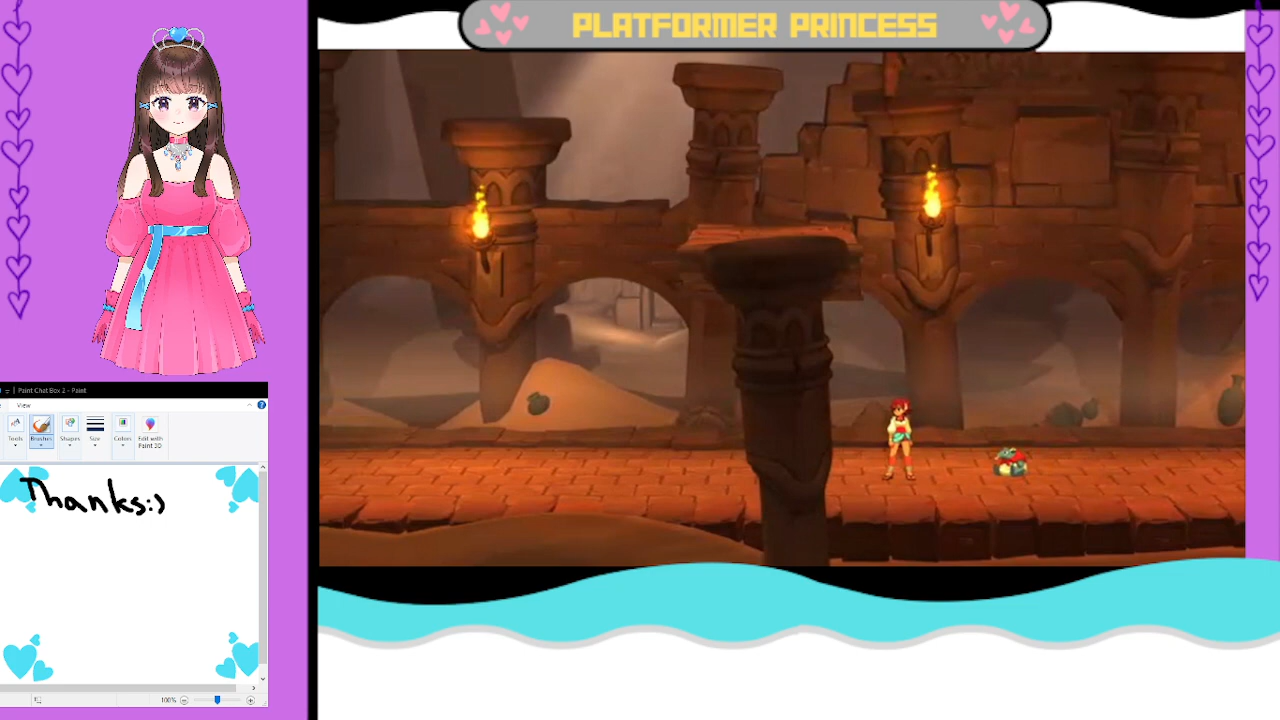 PLATFORMER PRINCESS
Paint Chat Box 2 - Paint
View
Tools
Brushes
Shapes
Size
Colors
Edit with
Paint 3D
Thanks:)
100%